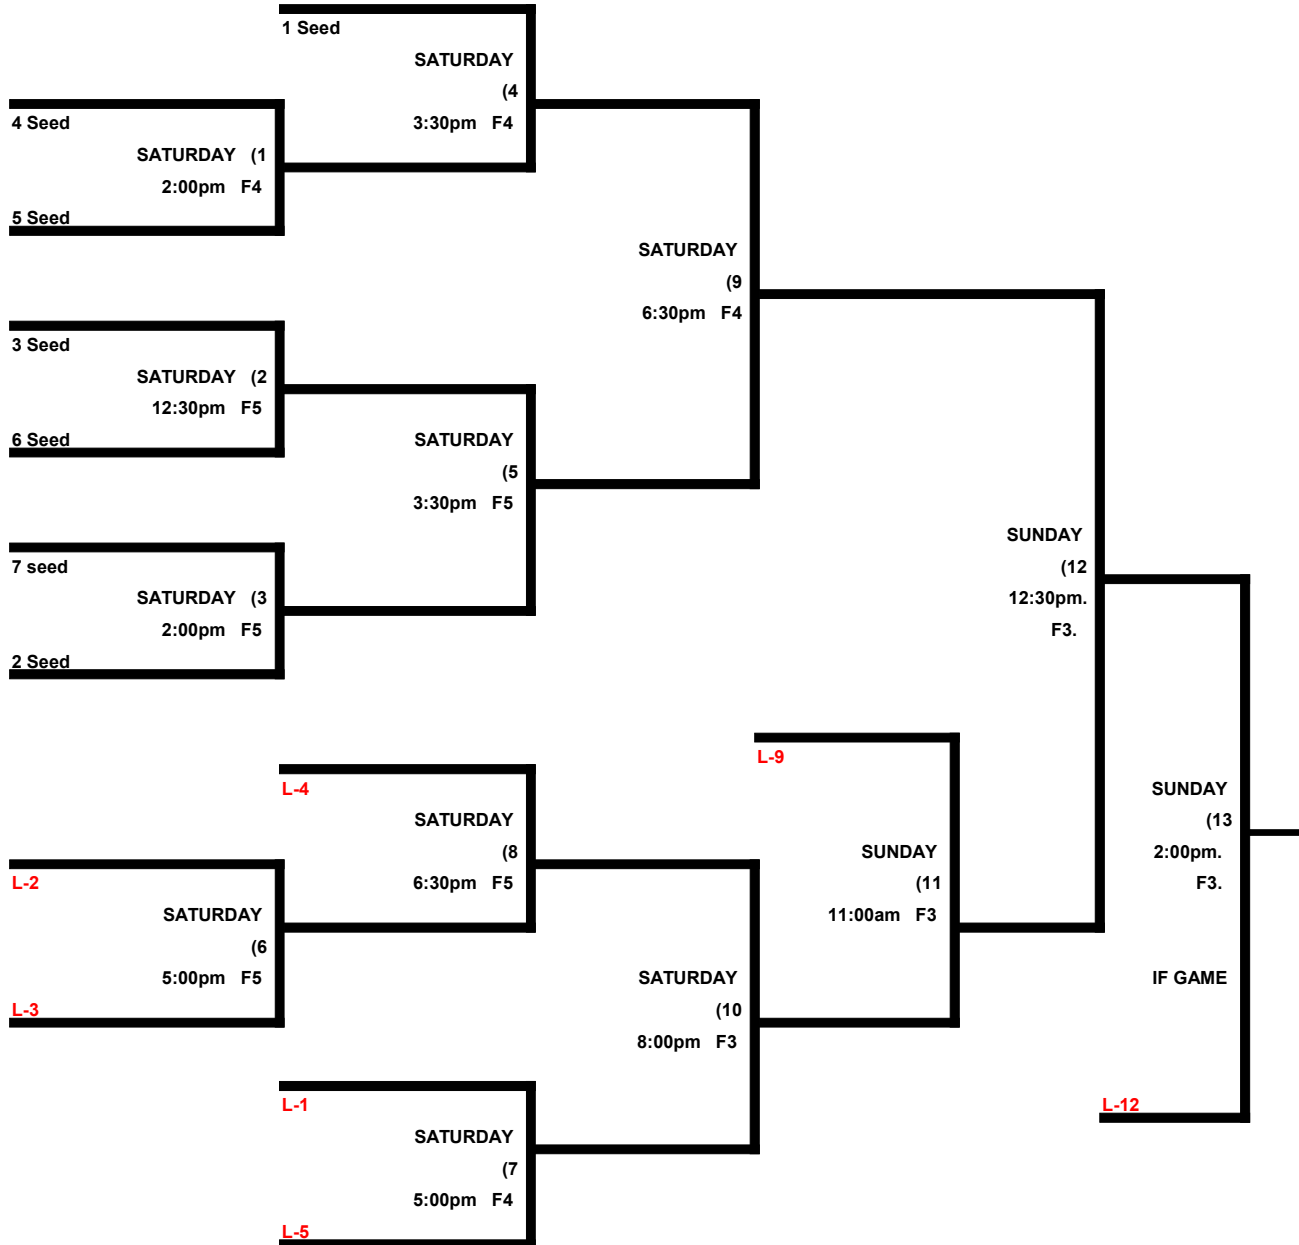 1 Seed
SATURDAY
(4
3:30pm F4
4 Seed
SATURDAY (1
2:00pm F4
5 Seed
SATURDAY
(9
6:30pm F4
3 Seed
SATURDAY (2
12:30pm F5
6 Seed
SATURDAY
(5
3:30pm F5
7 seed
SATURDAY (3
2:00pm F5
2 Seed
SUNDAY
(12
12:30pm.
F3.
L-9
L-4
SATURDAY
(8
6:30pm F5
L-2
SATURDAY
(6
5:00pm F5
L-3
SUNDAY
(11
11:00am F3
SUNDAY
(13
2:00pm.
F3.
IF GAME
SATURDAY
(10
8:00pm F3
L-1
SATURDAY
(7
5:00pm F4
L-5
L-12